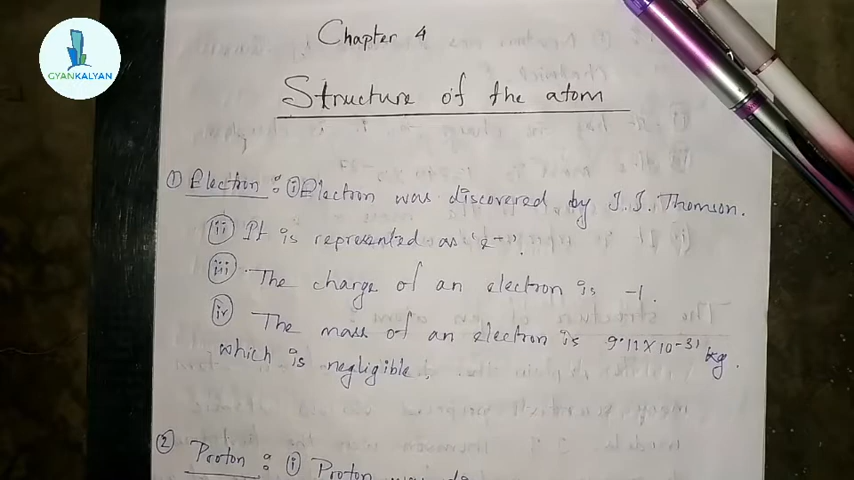 GYANKALYAN
Chapter 4
Structure of the atom
① Electron : ⓘ Electron was discovered by J.J. Thomson.
(ii) It is represented as 'e–'.
(iii) The charge of an electron is -1.
(iv) The mass of an electron is 9.11 x 10-31 kg.
which is negligible.
② Proton : ⓘ Proton was